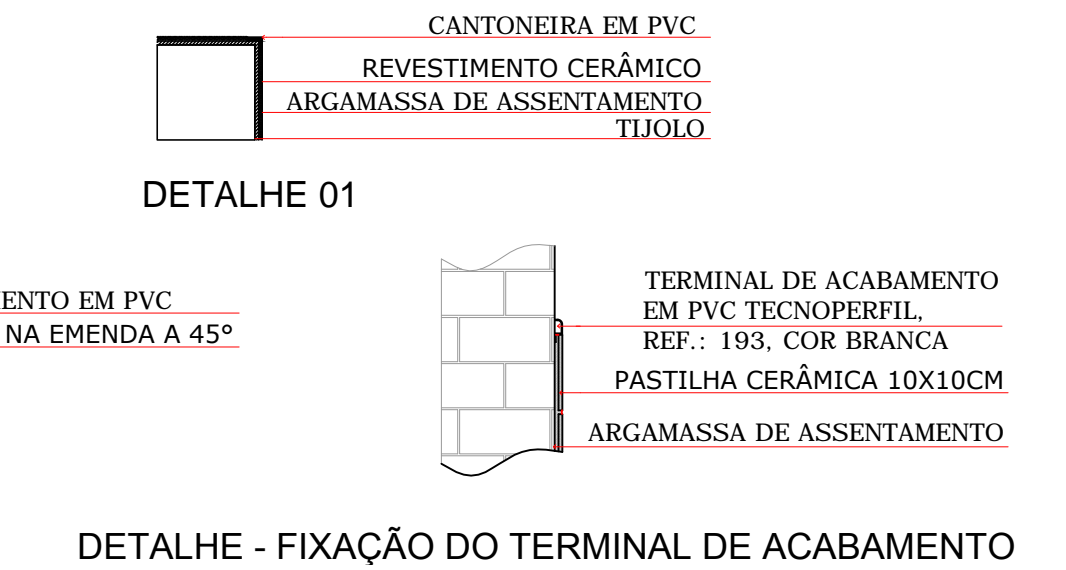 CANTONEIRA EM PVC
REVESTIMENTO CERÂMICO
ARGAMASSA DE ASSENTAMENTO
TIJOLO
DETALHE 01
ENTO EM PVC
NA EMENDA A 45°
TERMINAL DE ACABAMENTO
EM PVC TECNOPERFIL,
REF.: 193, COR BRANCA
PASTILHA CERÂMICA 10X10CM
ARGAMASSA DE ASSENTAMENTO
DETALHE - FIXAÇÃO DO TERMINAL DE ACABAMENTO